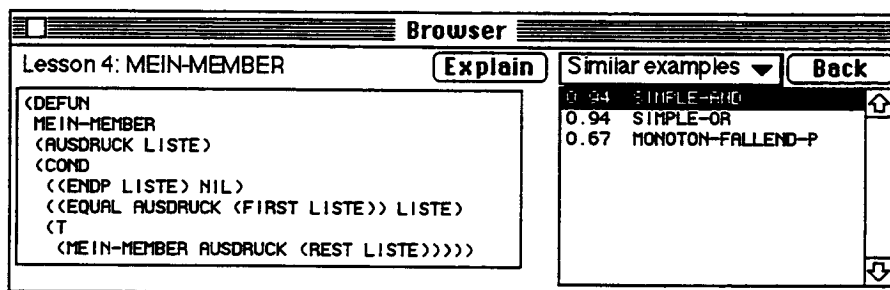 Browser
Lesson 4: MEIN-MEMBER
Explain
Similar examples
Back
(DEFUN
MEIN-MEMBER
(AUSDRUCK LISTE)
(COND
((ENDP LISTE) NIL)
((EQUAL AUSDRUCK (FIRST LISTE)) LISTE)
(T
(MEIN-MEMBER AUSDRUCK (REST LISTE)))))
0.94 SIMPLE-AND
0.94 SIMPLE-OR
0.67 MONOTON-FALLEND-P